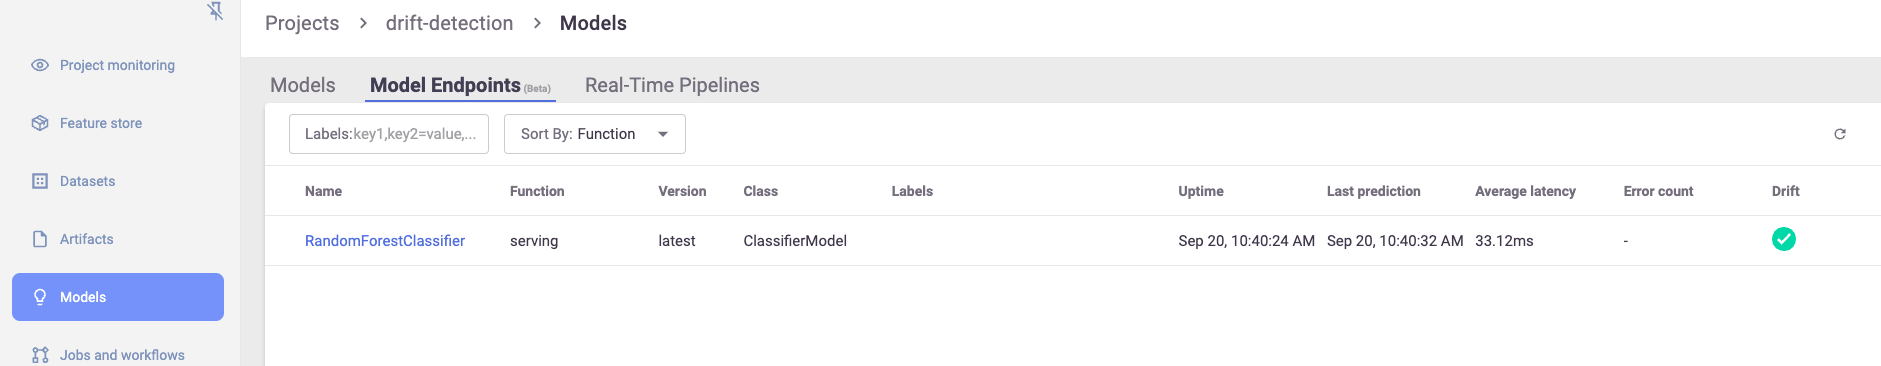 Projects > drift-detection > Models
Project monitoring
Feature store
Datasets
Artifacts
Models
Jobs and workflows
Models Model Endpoints (Beta) Real-Time Pipelines
Labels:key1,key2=value,... Sort By: Function
Name Function Version Class Labels Uptime Last prediction Average latency Error count Drift
RandomForestClassifier serving latest ClassifierModel Sep 20, 10:40:24 AM Sep 20, 10:40:32 AM 33.12ms -